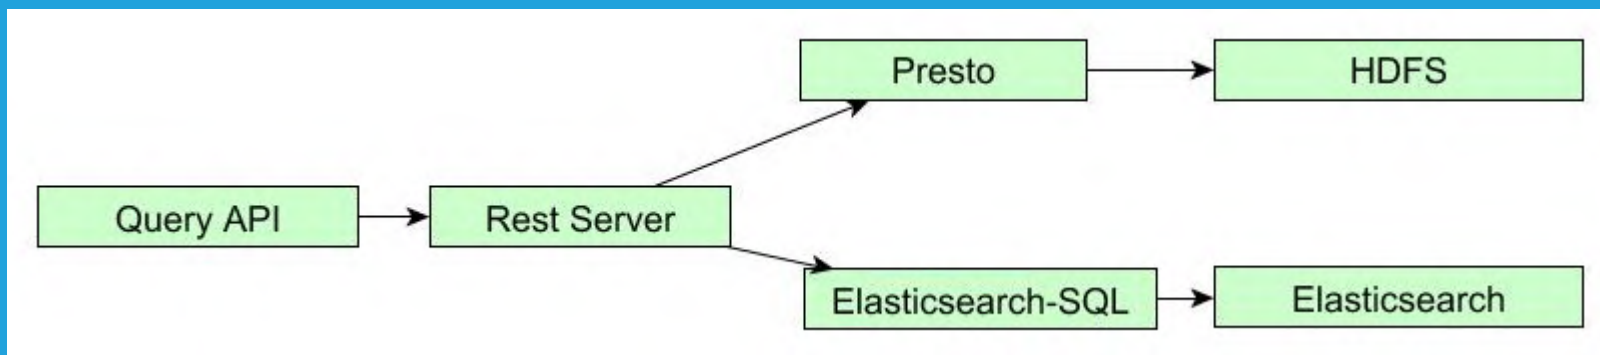 Presto
HDFS
Query API
Rest Server
Elasticsearch-SQL
Elasticsearch